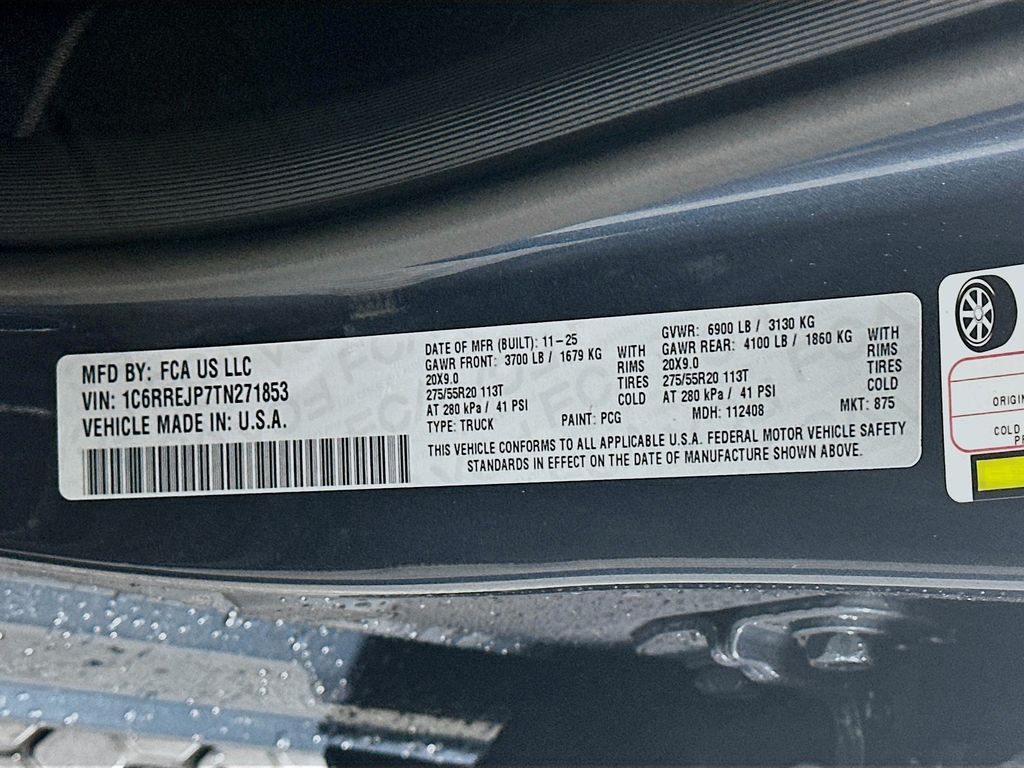 MFD BY: FCA US LLC
VIN: 1C6RREJP7TN271853
VEHICLE MADE IN: U.S.A.
DATE OF MFR (BUILT): 11-25
GAWR FRONT: 3700 LB / 1679 KG WITH
20X9.0 RIMS
275/55R20 113T TIRES
AT 280 kPa / 41 PSI COLD
TYPE: TRUCK PAINT: PCG
GVWR: 6900 LB / 3130 KG
GAWR REAR: 4100 LB / 1860 KG WITH
20X9.0 RIMS
275/55R20 113T TIRES
AT 280 kPa / 41 PSI COLD
MDH: 112408 MKT: 875
THIS VEHICLE CONFORMS TO ALL APPLICABLE U.S.A. FEDERAL MOTOR VEHICLE SAFETY
STANDARDS IN EFFECT ON THE DATE OF MANUFACTURE SHOWN ABOVE.
COLD